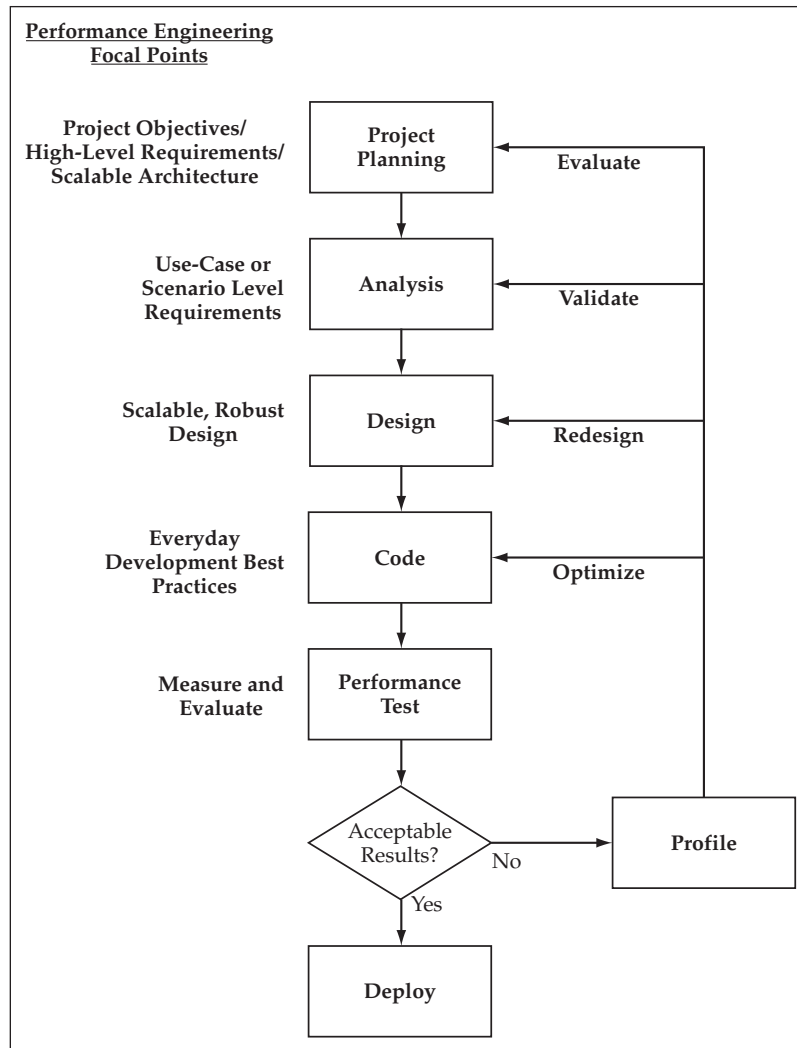 Performance Engineering
Focal Points
Project Objectives/
High-Level Requirements/
Scalable Architecture
Project
Planning
Evaluate
Use-Case or
Scenario Level
Requirements
Analysis
Validate
Scalable, Robust
Design
Design
Redesign
Everyday
Development Best
Practices
Code
Optimize
Measure and
Evaluate
Performance
Test
Acceptable
Results?
No
Profile
Yes
Deploy